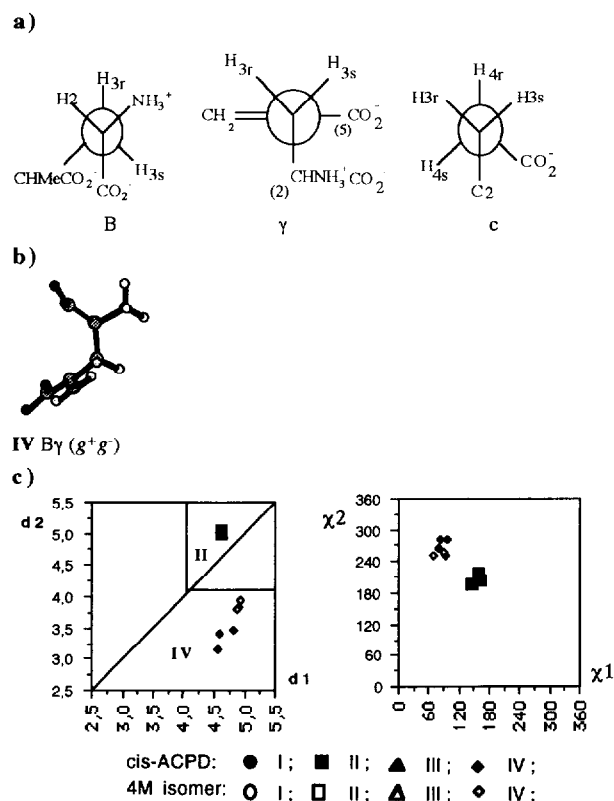 a)
H3r
H2
NH3+
CHMeCO2-
CO2-
H3s
B
H3r
H3s
CH2
(5)
CO2-
(2)
CHNH3+CO2-
γ
H4r
H3r
H3s
H4s
CO2-
C2
c
b)
IV Bγ (g+g-)
c)
d2
5,5
5,0
4,5
4,0
3,5
3,0
2,5
II
IV
d1
2,5
3,0
3,5
4,0
4,5
5,0
5,5
χ2
360
300
240
180
120
60
0
χ1
0
60
120
180
240
300
360
cis-ACPD: I ; II ; III ; IV ;
4M isomer: I ; II ; III ; IV ;